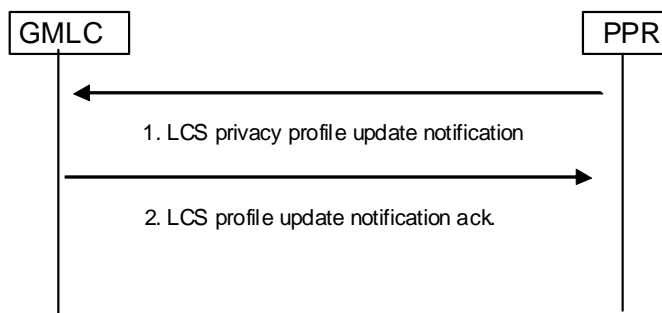 GMLC
PPR
1. LCS privacy profile update notification
2. LCS profile update notification ack.